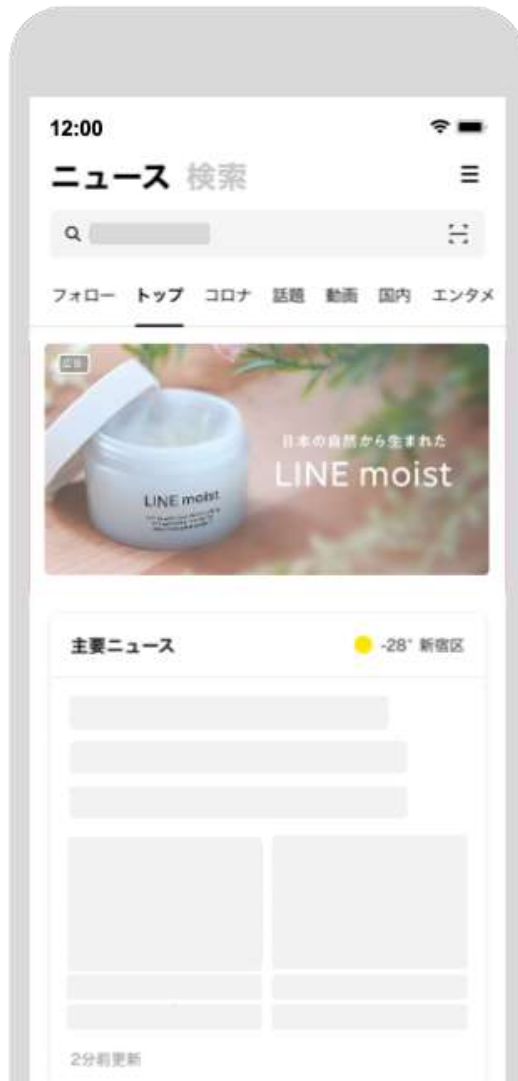 12:00
ニュース 検索
フォロー トップ コロナ 話題 動画 国内 エンタメ
広告
日本の自然から生まれた
LINE moist
LINE moist
主要ニュース -28° 新宿区
2分前更新